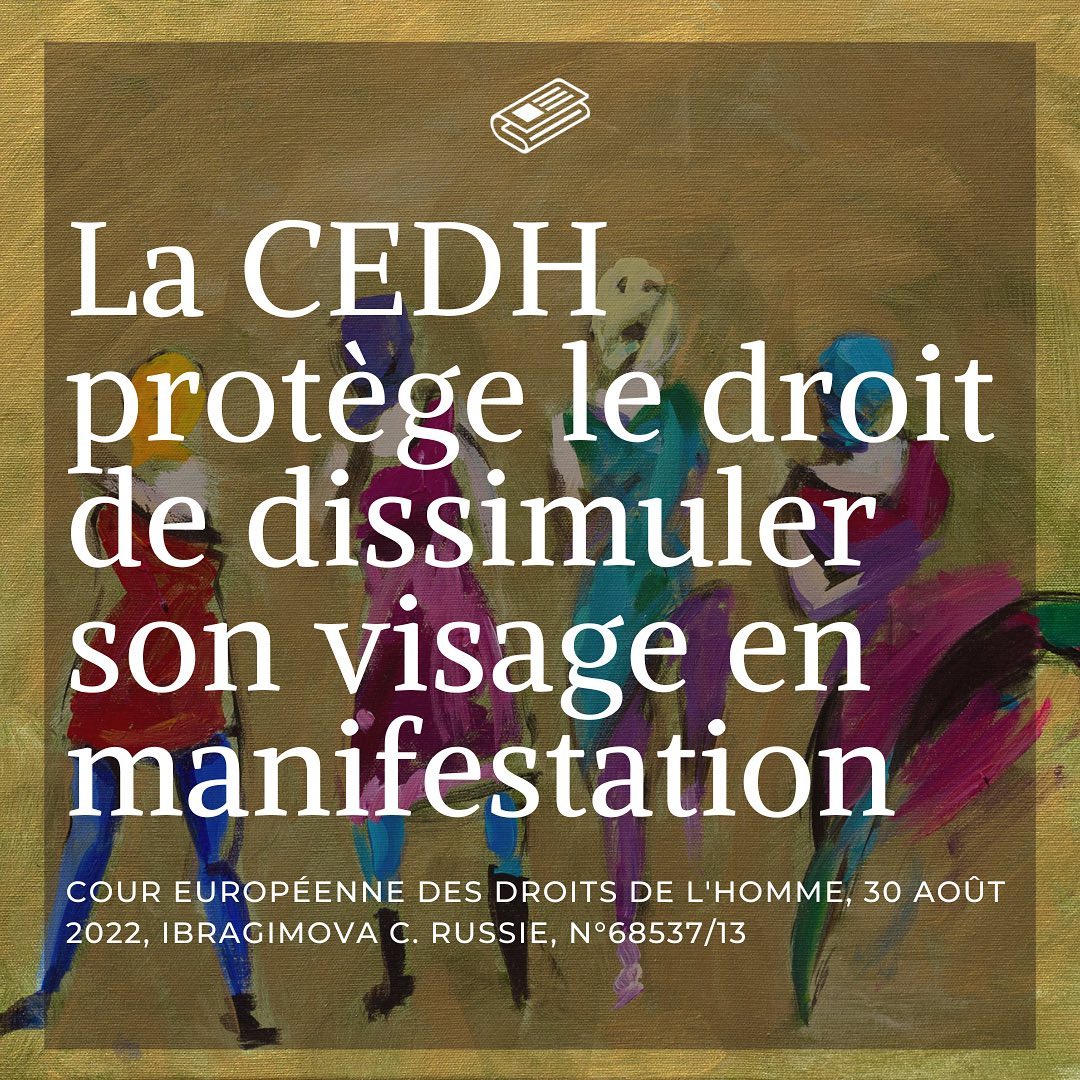 La CEDH
protège le droit
de dissimuler
son visage en
manifestation
COUR EUROPÉENNE DES DROITS DE L'HOMME, 30 AOÛT
2022, IBRAGIMOVA C. RUSSIE, N°68537/13